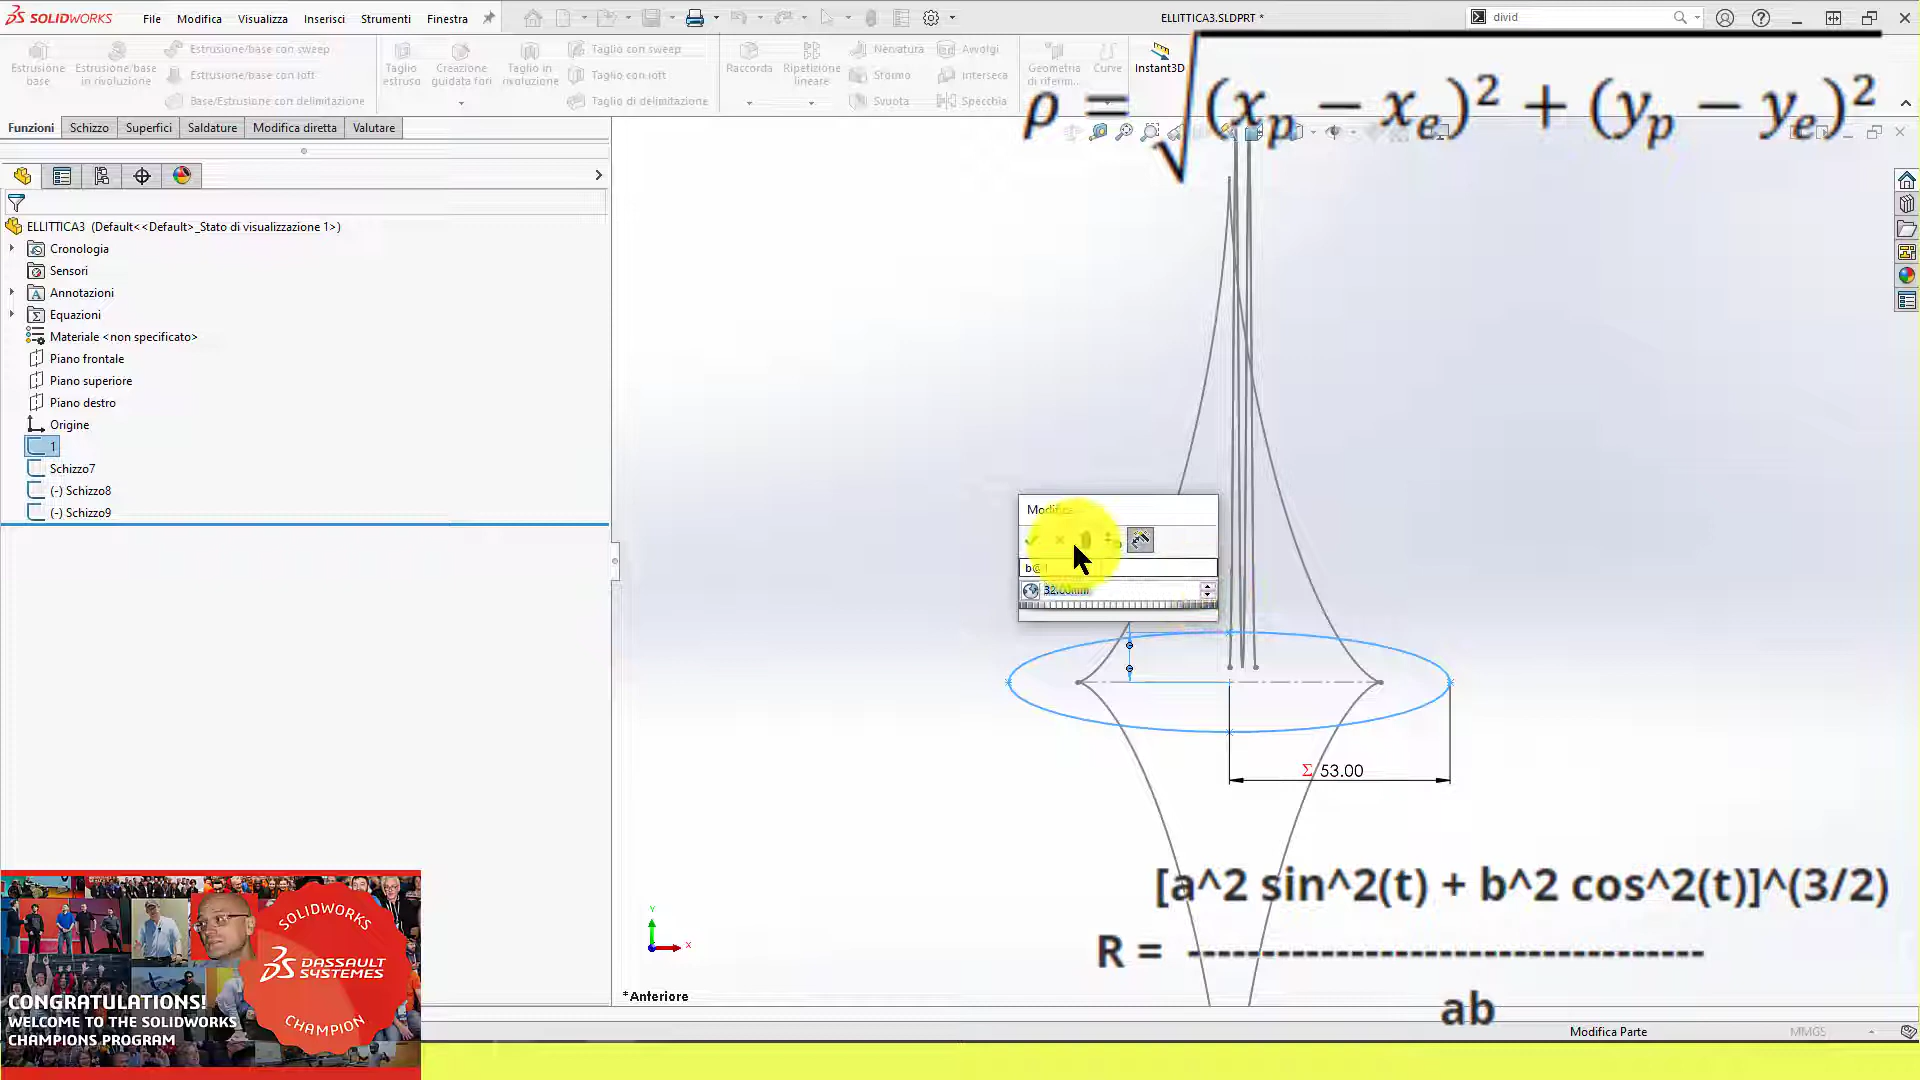 SOLIDWORKS
File Modifica Visualizza Inserisci Strumenti Finestra
ELLITTICA3.SLDPRT *
divid
Estrusione base
Estrusione/base in rivoluzione
Estrusione/base con sweep
Estrusione/base con loft
Base/Estrusione con delimitazione
Taglio estruso
Creazione guidata fori
Taglio in rivoluzione
Taglio con sweep
Taglio con loft
Taglio di delimitazione
Raccorda
Ripetizione lineare
Nervatura
Sformo
Svuota
Avvolgi
Interseca
Specchia
Geometria di riferim...
Curve
Instant3D
Funzioni Schizzo Superfici Saldature Modifica diretta Valutare
ρ = √(xₚ − xₑ)² + (yₚ − yₑ)²
ELLITTICA3 (Default<<Default>_Stato di visualizzazione 1>)
Cronologia
Sensori
Annotazioni
Equazioni
Materiale <non specificato>
Piano frontale
Piano superiore
Piano destro
Origine
1
Schizzo7
(-) Schizzo8
(-) Schizzo9
32.00mm
Σ 53.00
[a^2 sin^2(t) + b^2 cos^2(t)]^(3/2)
R = ----------------------------------
ab
Y
X
*Anteriore
SOLIDWORKS
DASSAULT SYSTEMES
CHAMPION
CONGRATULATIONS!
WELCOME TO THE SOLIDWORKS
CHAMPIONS PROGRAM
Modifica Parte
MMGS